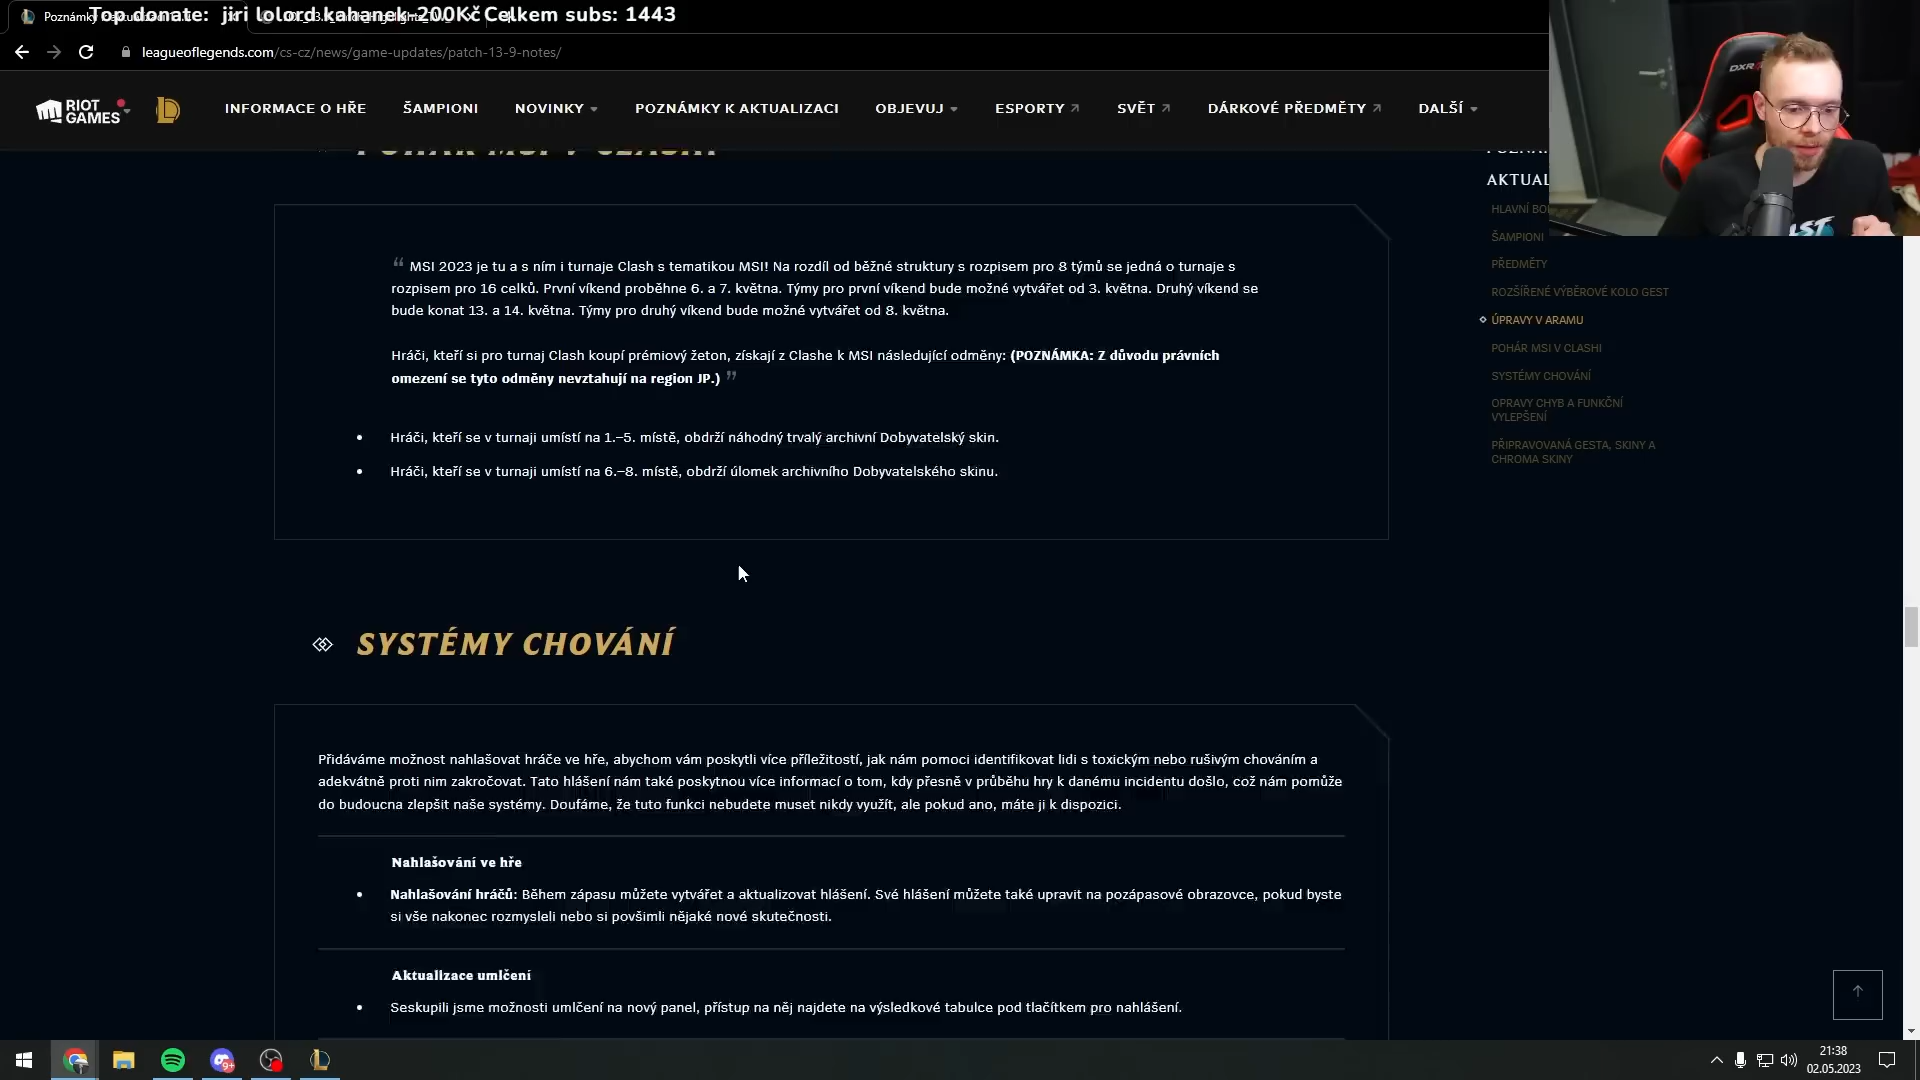 Top donate: jiri lolord kahanek-200Kč Celkem subs: 1443
leagueoflegends.com/cs-cz/news/game-updates/patch-13-9-notes/
RIOT GAMES
INFORMACE O HŘE
ŠAMPIONI
NOVINKY
POZNÁMKY K AKTUALIZACI
OBJEVUJ
ESPORTY
SVĚT
DÁRKOVÉ PŘEDMĚTY
DALŠÍ
DXR
POHÁR MSI V CLASHI
“ MSI 2023 je tu a s ním i turnaje Clash s tematikou MSI! Na rozdíl od běžné struktury s rozpisem pro 8 týmů se jedná o turnaje s
rozpisem pro 16 celků. První víkend proběhne 6. a 7. května. Týmy pro první víkend bude možné vytvářet od 3. května. Druhý víkend se
bude konat 13. a 14. května. Týmy pro druhý víkend bude možné vytvářet od 8. května.
Hráči, kteří si pro turnaj Clash koupí prémiový žeton, získají z Clashe k MSI následující odměny: (POZNÁMKA: Z důvodu právních
omezení se tyto odměny nevztahují na region JP.) ”
• Hráči, kteří se v turnaji umístí na 1.–5. místě, obdrží náhodný trvalý archivní Dobyvatelský skin.
• Hráči, kteří se v turnaji umístí na 6.–8. místě, obdrží úlomek archivního Dobyvatelského skinu.
SYSTÉMY CHOVÁNÍ
Přidáváme možnost nahlašovat hráče ve hře, abychom vám poskytli více příležitostí, jak nám pomoci identifikovat lidi s toxickým nebo rušivým chováním a
adekvátně proti nim zakročovat. Tato hlášení nám také poskytnou více informací o tom, kdy přesně v průběhu hry k danému incidentu došlo, což nám pomůže
do budoucna zlepšit naše systémy. Doufáme, že tuto funkci nebudete muset nikdy využít, ale pokud ano, máte ji k dispozici.
Nahlašování ve hře
• Nahlašování hráčů: Během zápasu můžete vytvářet a aktualizovat hlášení. Své hlášení můžete také upravit na pozápasové obrazovce, pokud byste
si vše nakonec rozmysleli nebo si povšimli nějaké nové skutečnosti.
Aktualizace umlčení
• Seskupili jsme možnosti umlčení na nový panel, přístup na něj najdete na výsledkové tabulce pod tlačítkem pro nahlášení.
AKTUAL
HLAVNÍ BO
ŠAMPIONI
PŘEDMĚTY
ROZŠÍŘENÉ VÝBĚROVÉ KOLO GEST
ÚPRAVY V ARAMU
POHÁR MSI V CLASHI
SYSTÉMY CHOVÁNÍ
OPRAVY CHYB A FUNKČNÍ
VYLEPŠENÍ
PŘIPRAVOVANÁ GESTA, SKINY A
CHROMA SKINY
9+
21:38
02.05.2023